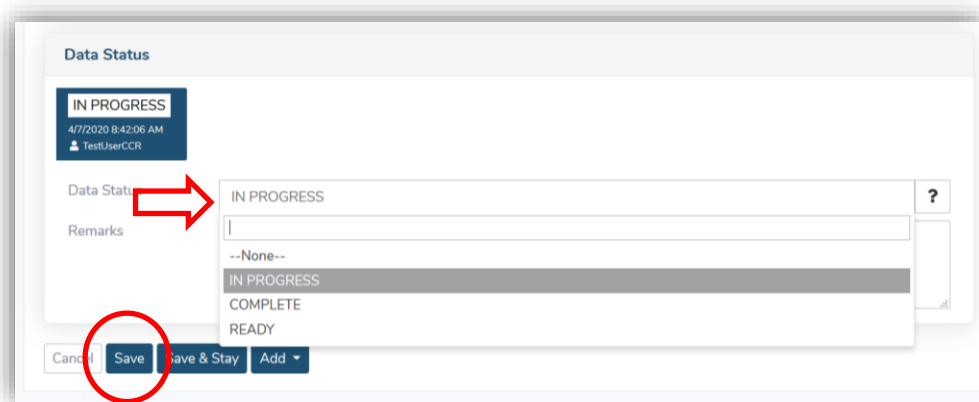 Data Status
IN PROGRESS
4/7/2020 8:42:06 AM
TestUserCCR
Data Status
IN PROGRESS
?
Remarks
--None--
IN PROGRESS
COMPLETE
READY
Cancel Save Save & Stay Add